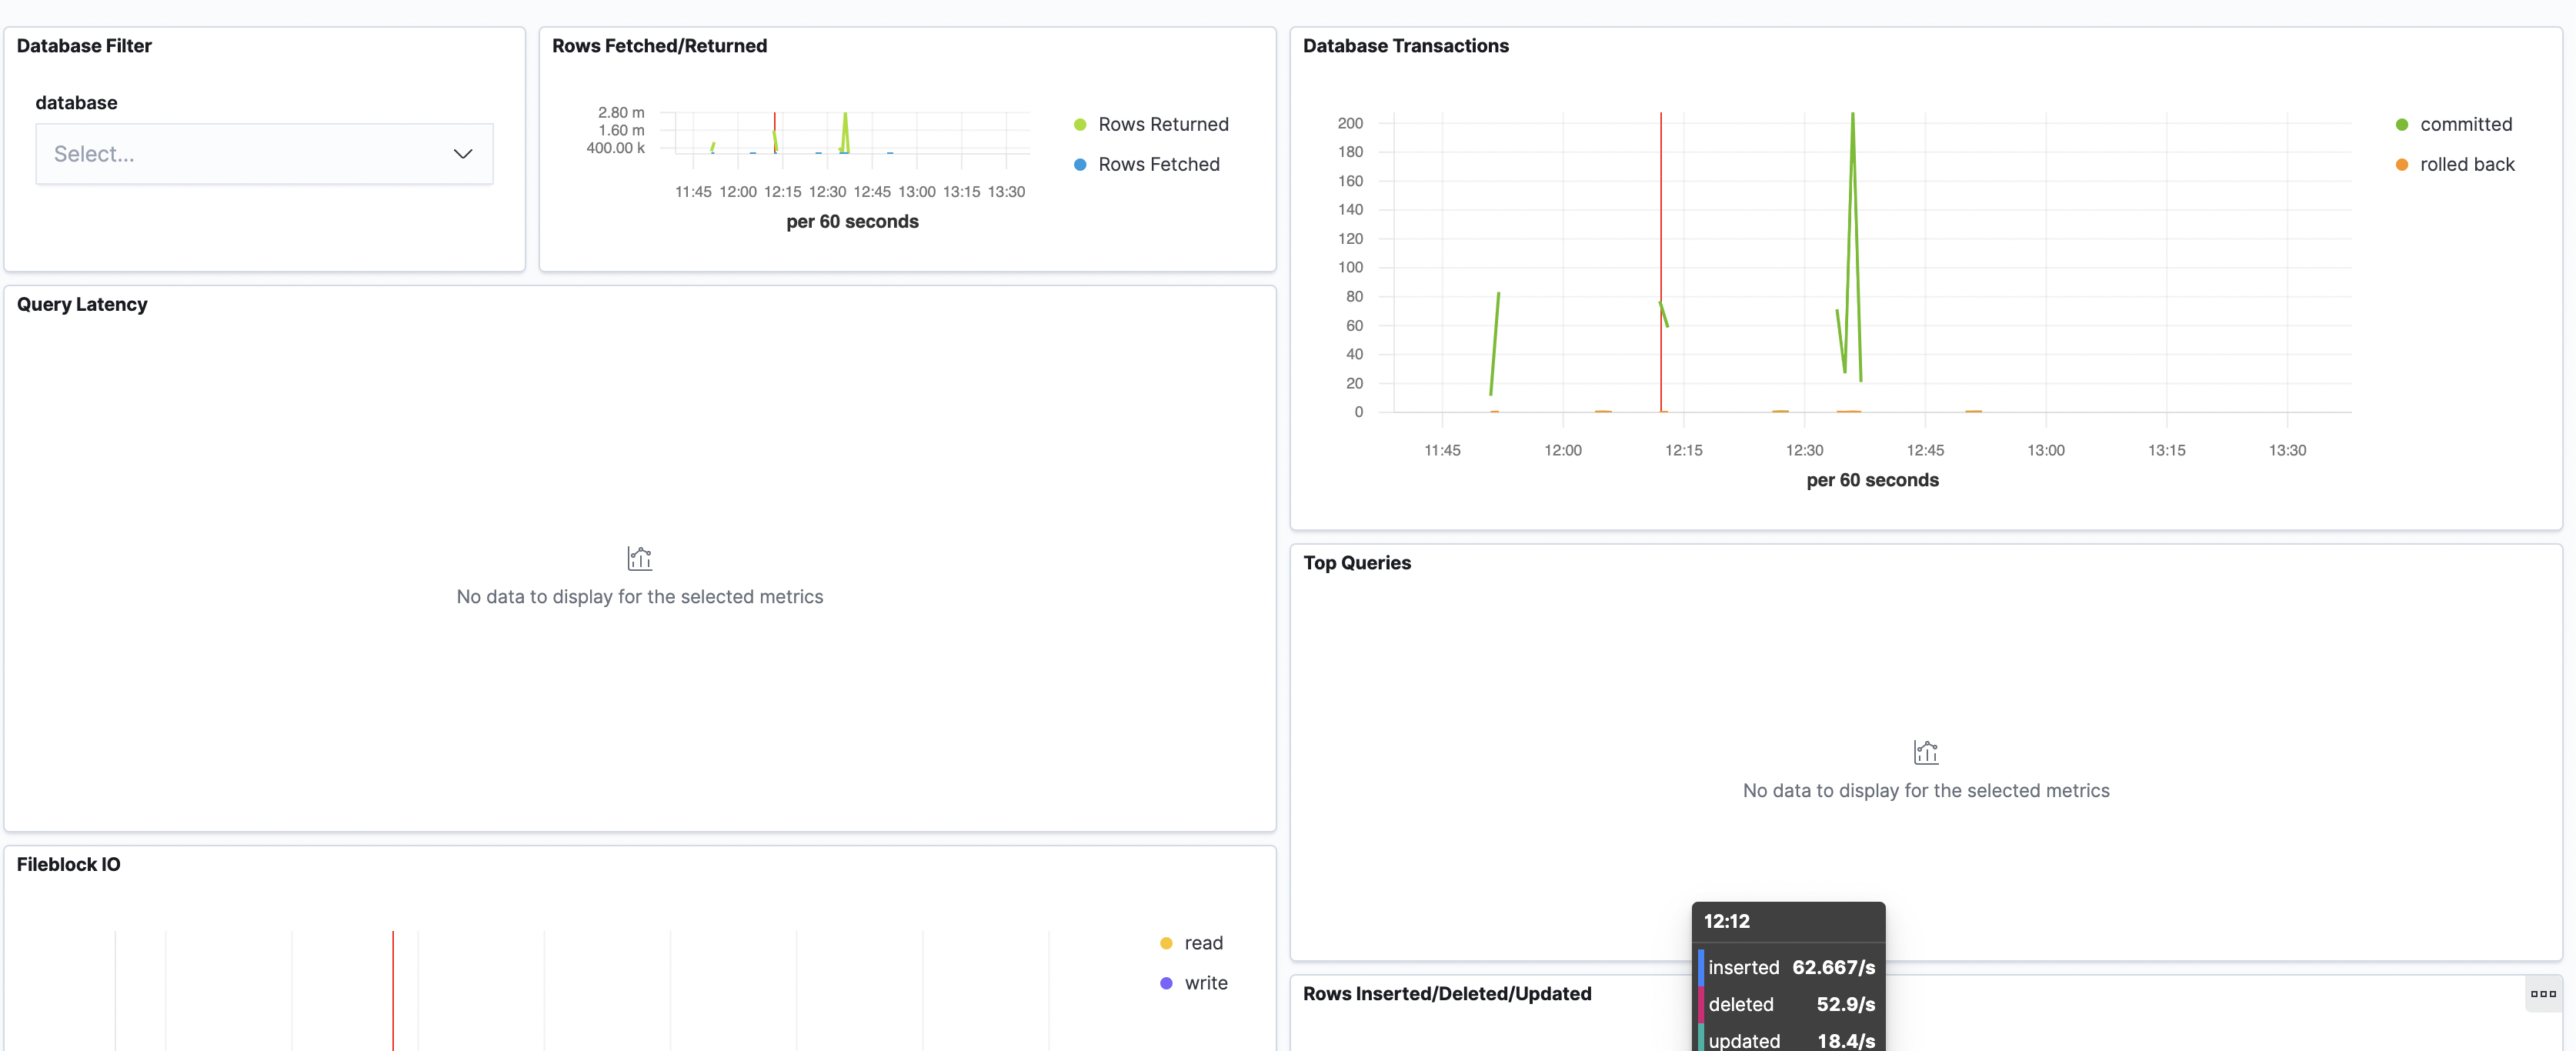 Database Filter
database
Select...
Rows Fetched/Returned
2.80 m
1.60 m
400.00 k
11:45 12:00 12:15 12:30 12:45 13:00 13:15 13:30
per 60 seconds
Rows Returned
Rows Fetched
Database Transactions
200
180
160
140
120
100
80
60
40
20
0
11:45 12:00 12:15 12:30 12:45 13:00 13:15 13:30
per 60 seconds
committed
rolled back
Query Latency
No data to display for the selected metrics
Top Queries
No data to display for the selected metrics
Fileblock IO
read
write
Rows Inserted/Deleted/Updated
12:12
inserted 62.667/s
deleted 52.9/s
updated 18.4/s